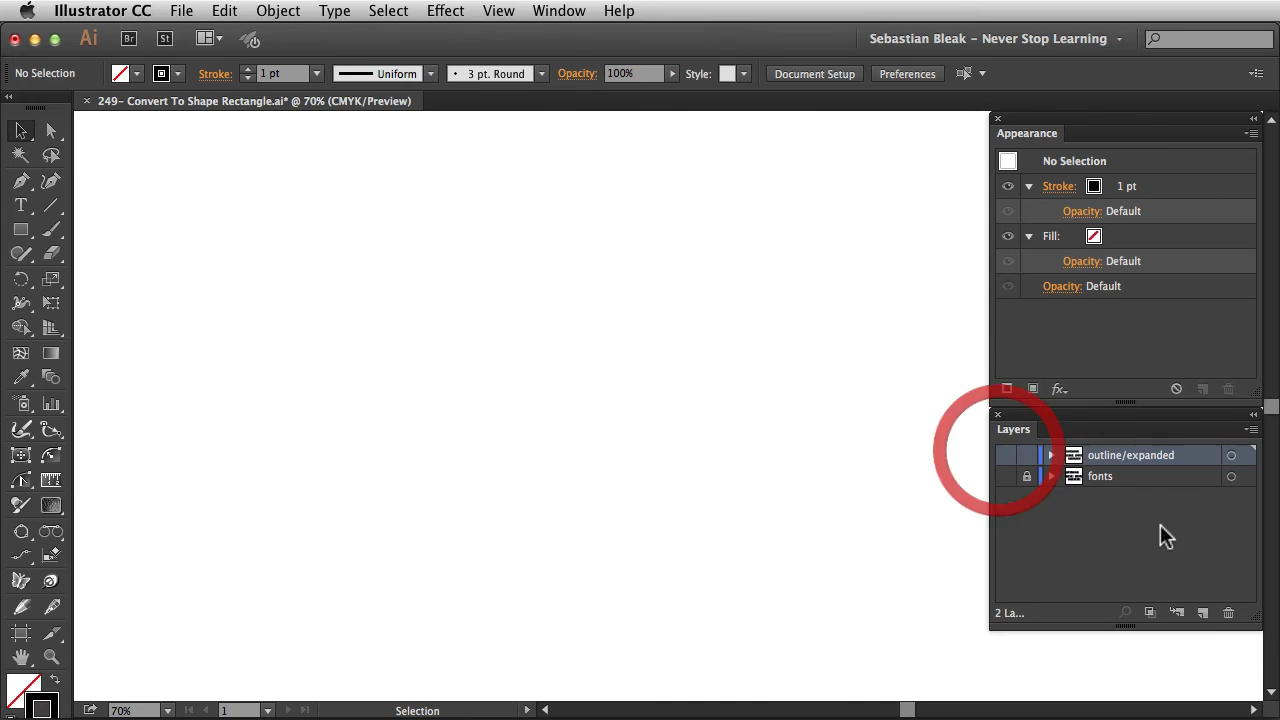 Illustrator CC File Edit Object Type Select Effect View Window Help
Ai Br St Sebastian Bleak – Never Stop Learning
No Selection Stroke: 1 pt Uniform 3 pt. Round Opacity: 100% Style: Document Setup Preferences
249- Convert To Shape Rectangle.ai* @ 70% (CMYK/Preview)
Appearance
No Selection
Stroke: 1 pt
Opacity: Default
Fill:
Opacity: Default
Opacity: Default
fx
Layers
outline/expanded
fonts
2 La...
70% 1 Selection